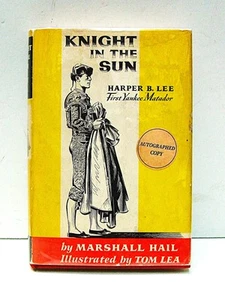 KNIGHT
IN THE
SUN
HARPER B. LEE
First Yankee Matador
AUTOGRAPHED
COPY
by MARSHALL HAIL
Illustrated by TOM LEA